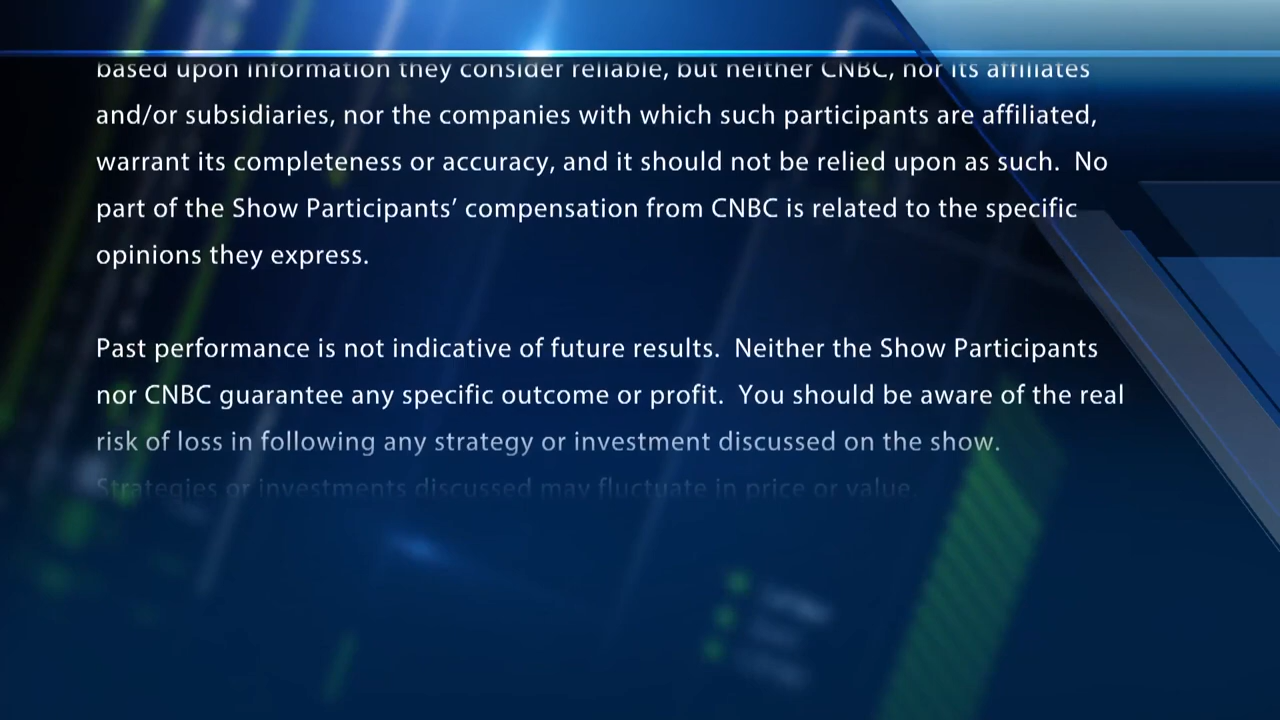 based upon information they consider reliable, but neither CNBC, nor its affiliates
and/or subsidiaries, nor the companies with which such participants are affiliated,
warrant its completeness or accuracy, and it should not be relied upon as such.  No
part of the Show Participants’ compensation from CNBC is related to the specific
opinions they express.
Past performance is not indicative of future results.  Neither the Show Participants
nor CNBC guarantee any specific outcome or profit.  You should be aware of the real
risk of loss in following any strategy or investment discussed on the show.
Strategies or investments discussed may fluctuate in price or value.